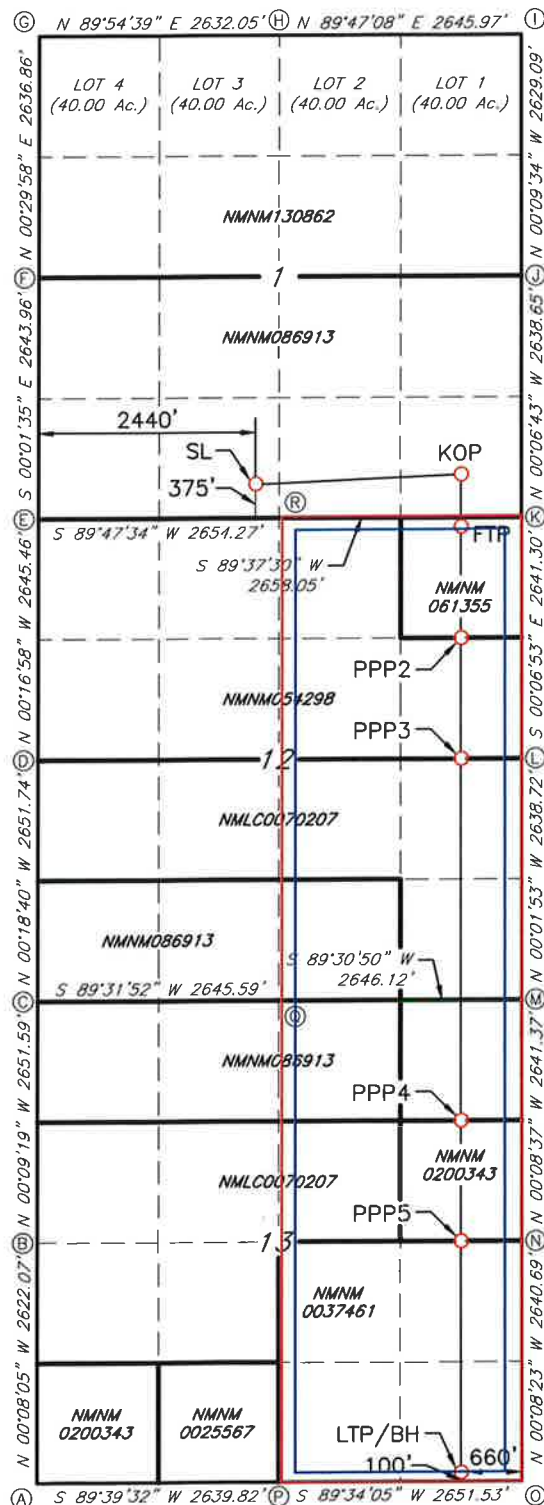 G N 89°54'39" E 2632.05' H N 89°47'08" E 2645.97' I
LOT 4
(40.00 Ac.)
LOT 3
(40.00 Ac.)
LOT 2
(40.00 Ac.)
LOT 1
(40.00 Ac.)
N 00°29'58" E 2636.86'
N 00°09'34" W 2629.09'
NMNM130862
F
1
J
NMNM086913
S 00°01'35" E 2643.96'
N 00°06'43" W 2638.65'
2440'
SL
KOP
375'
R
E
K
S 89°47'34" W 2654.27'
FTP
S 89°37'30" W
2658.05'
NMNM
061355
N 00°16'58" W 2645.46'
S 00°06'53" E 2641.30'
PPP2
NMNM054298
PPP3
D
12
L
NMLC0070207
N 00°18'40" W 2651.74'
N 00°01'53" W 2638.72'
NMNM086913
S 89°30'50" W
2646.12'
S 89°31'52" W 2645.59'
C
M
Q
NMNM086913
N 00°09'19" W 2651.59'
N 00°08'37" W 2641.37'
PPP4
NMNM
0200343
NMLC0070207
PPP5
B
13
N
NMNM
0037461
N 00°08'05" W 2622.07'
N 00°08'23" W 2640.69'
NMNM
0200343
NMNM
0025567
LTP/BH
660'
100'
A S 89°39'32" W 2639.82' P S 89°34'05" W 2651.53' O